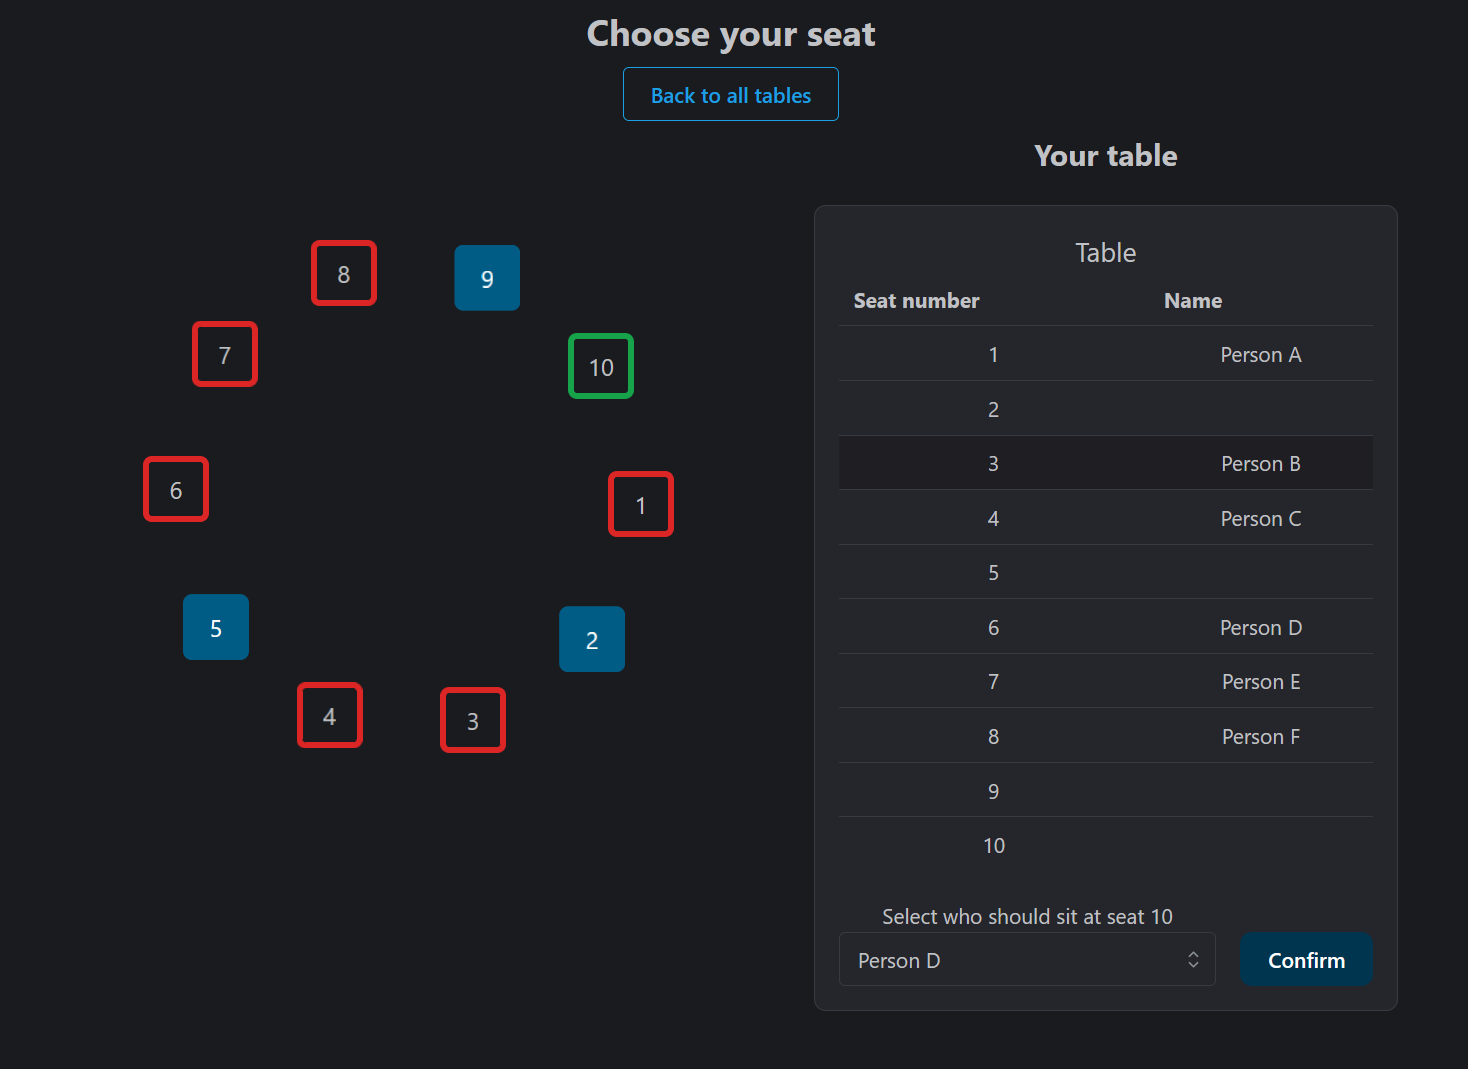 Choose your seat
Back to all tables
Your table
8
9
7
10
6
1
5
2
4
3
Table
Seat number Name
1 Person A
2
3 Person B
4 Person C
5
6 Person D
7 Person E
8 Person F
9
10
Select who should sit at seat 10
Person D
Confirm